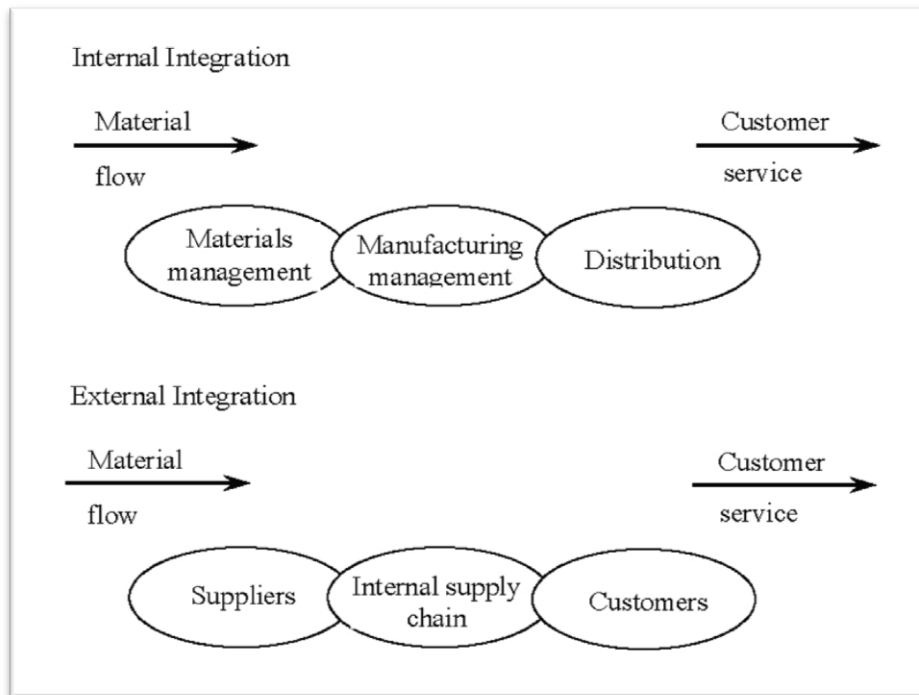 Internal Integration
Material
flow
Customer
service
Materials
management
Manufacturing
management
Distribution
External Integration
Material
flow
Customer
service
Suppliers
Internal supply
chain
Customers